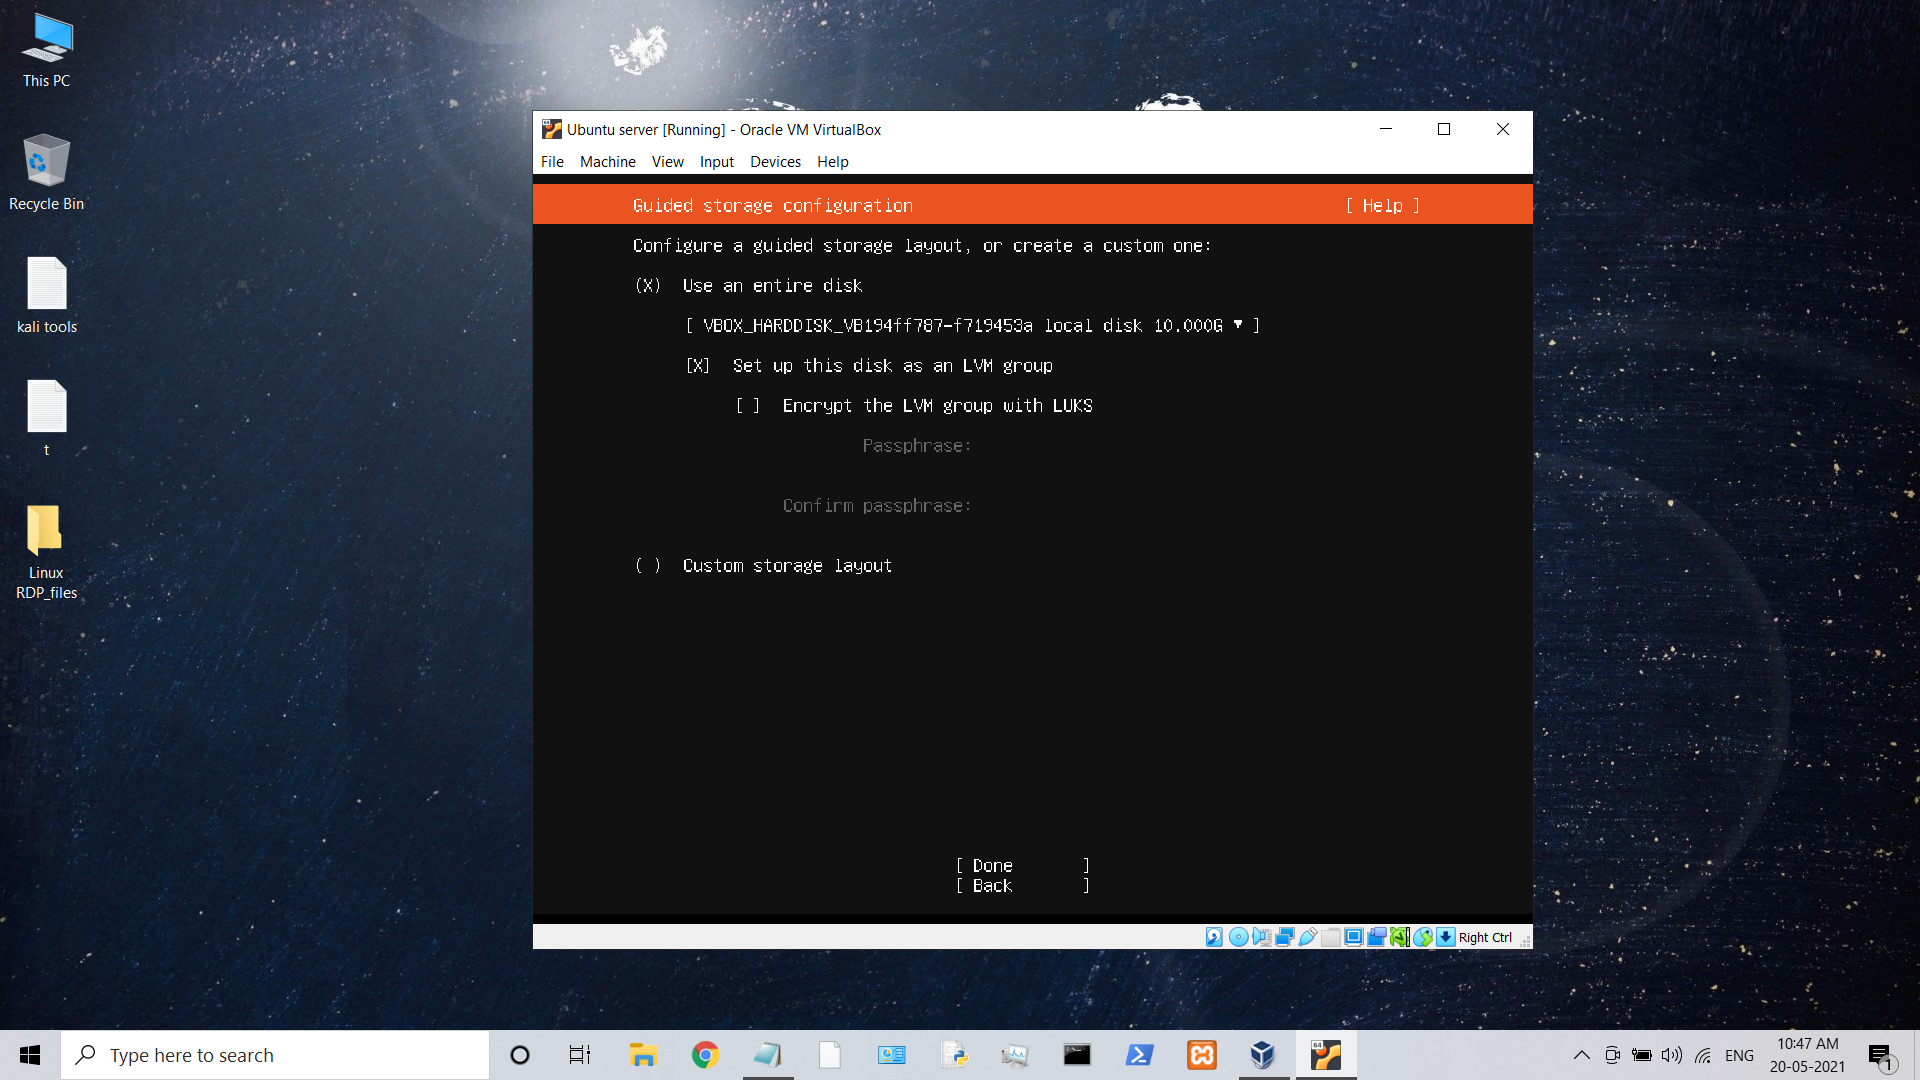 This PC
Recycle Bin
kali tools
t
Linux
RDP_files
Ubuntu server [Running] - Oracle VM VirtualBox
File Machine View Input Devices Help
Guided storage configuration [ Help ]
Configure a guided storage layout, or create a custom one:
(X) Use an entire disk
[ VBOX_HARDDISK_VB194ff787-f719453a local disk 10.000G ▼ ]
[X] Set up this disk as an LVM group
[ ] Encrypt the LVM group with LUKS
Passphrase:
Confirm passphrase:
( ) Custom storage layout
[ Done ]
[ Back ]
Right Ctrl
Type here to search
ENG
10:47 AM
20-05-2021
1